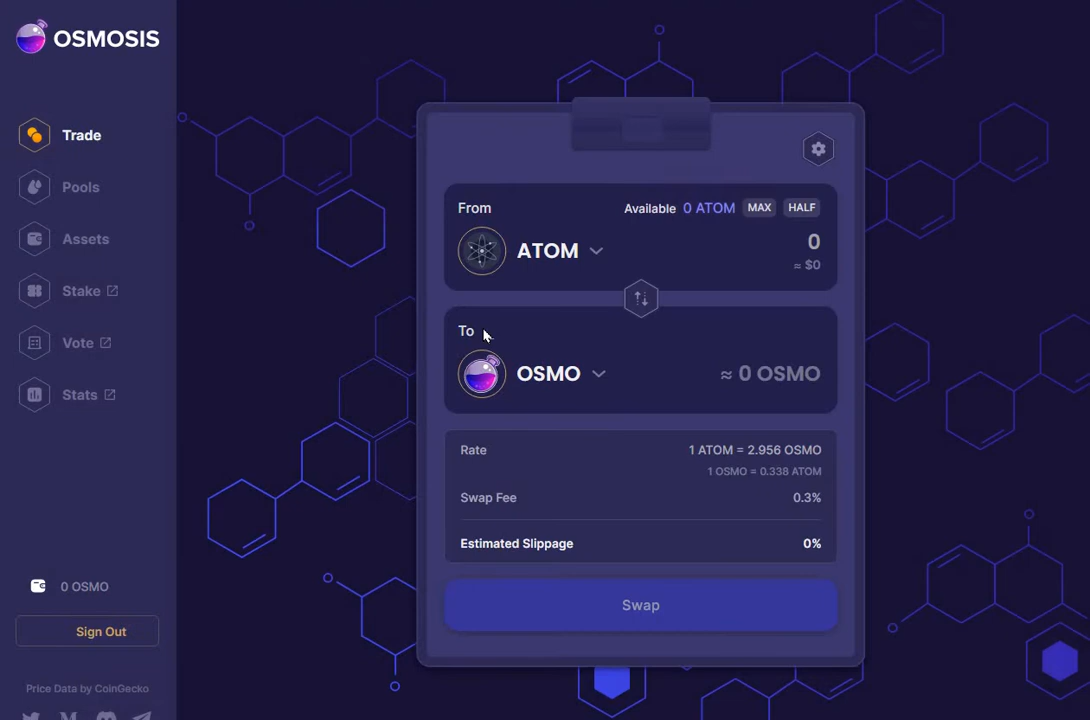 OSMOSIS
Trade
Pools
Assets
Stake
Vote
Stats
0 OSMO
Sign Out
Price Data by CoinGecko
From
Available 0 ATOM MAX HALF
ATOM
0
≈ $0
To
OSMO
≈ 0 OSMO
Rate
1 ATOM = 2.956 OSMO
1 OSMO = 0.338 ATOM
Swap Fee
0.3%
Estimated Slippage
0%
Swap